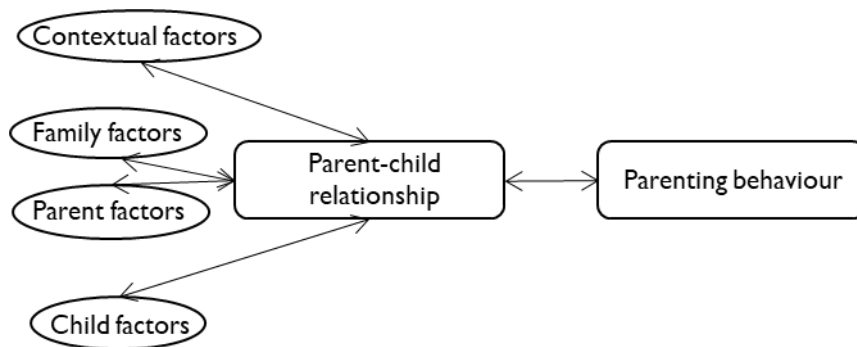 Contextual factors
Family factors
Parent factors
Child factors
Parent-child
relationship
Parenting behaviour